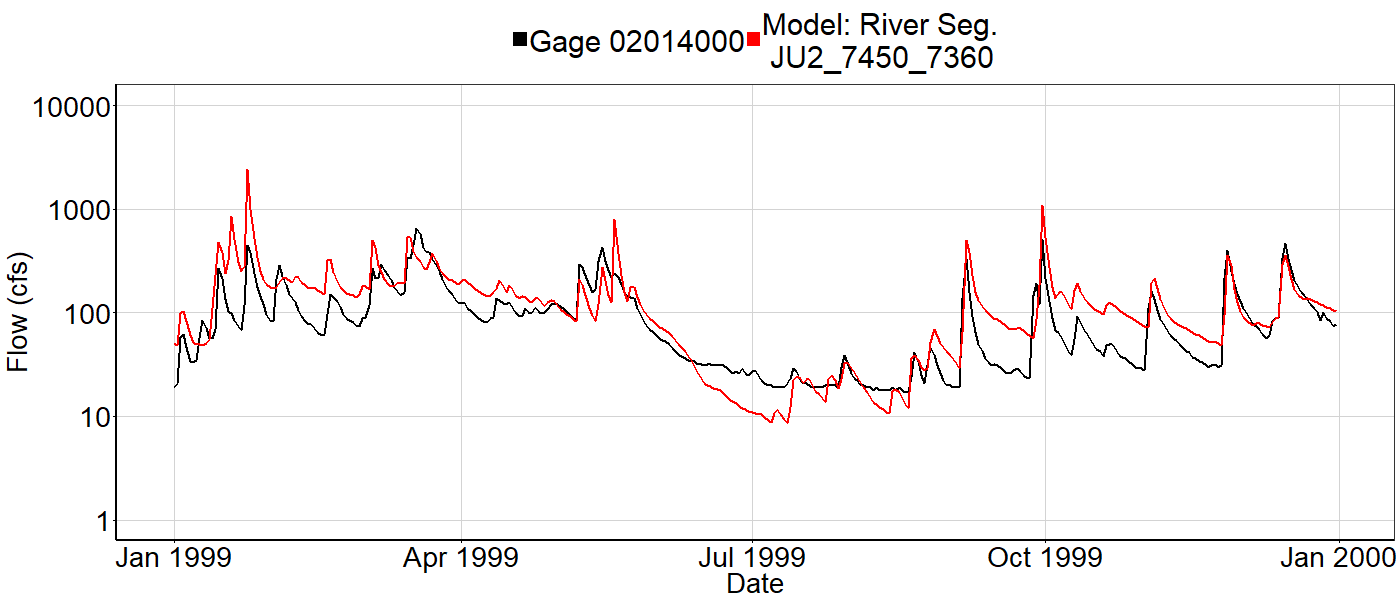 Gage 02014000
Model: River Seg.
JU2_7450_7360
10000
1000
100
10
1
Flow (cfs)
Jan 1999
Apr 1999
Jul 1999
Oct 1999
Jan 2000
Date